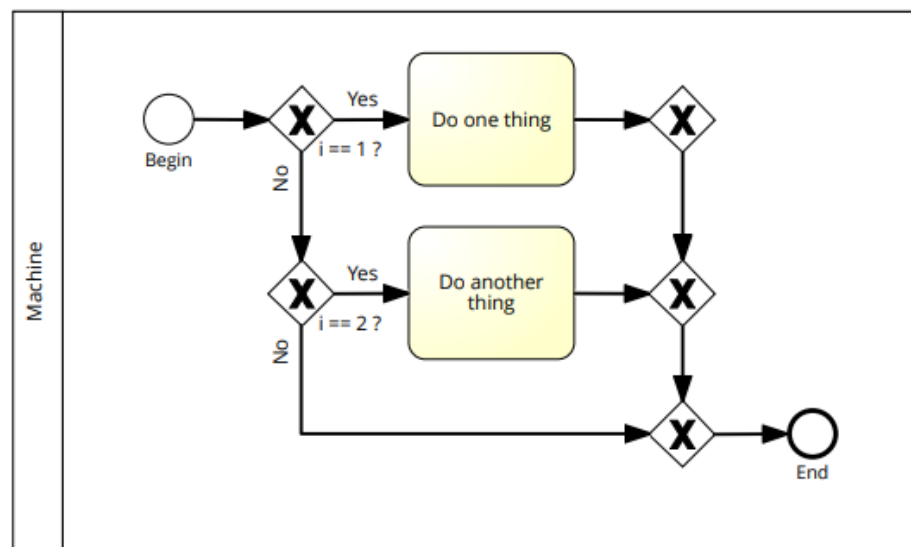 Machine
Begin
Yes
i == 1 ?
No
Do one thing
Yes
i == 2 ?
No
Do another
thing
End